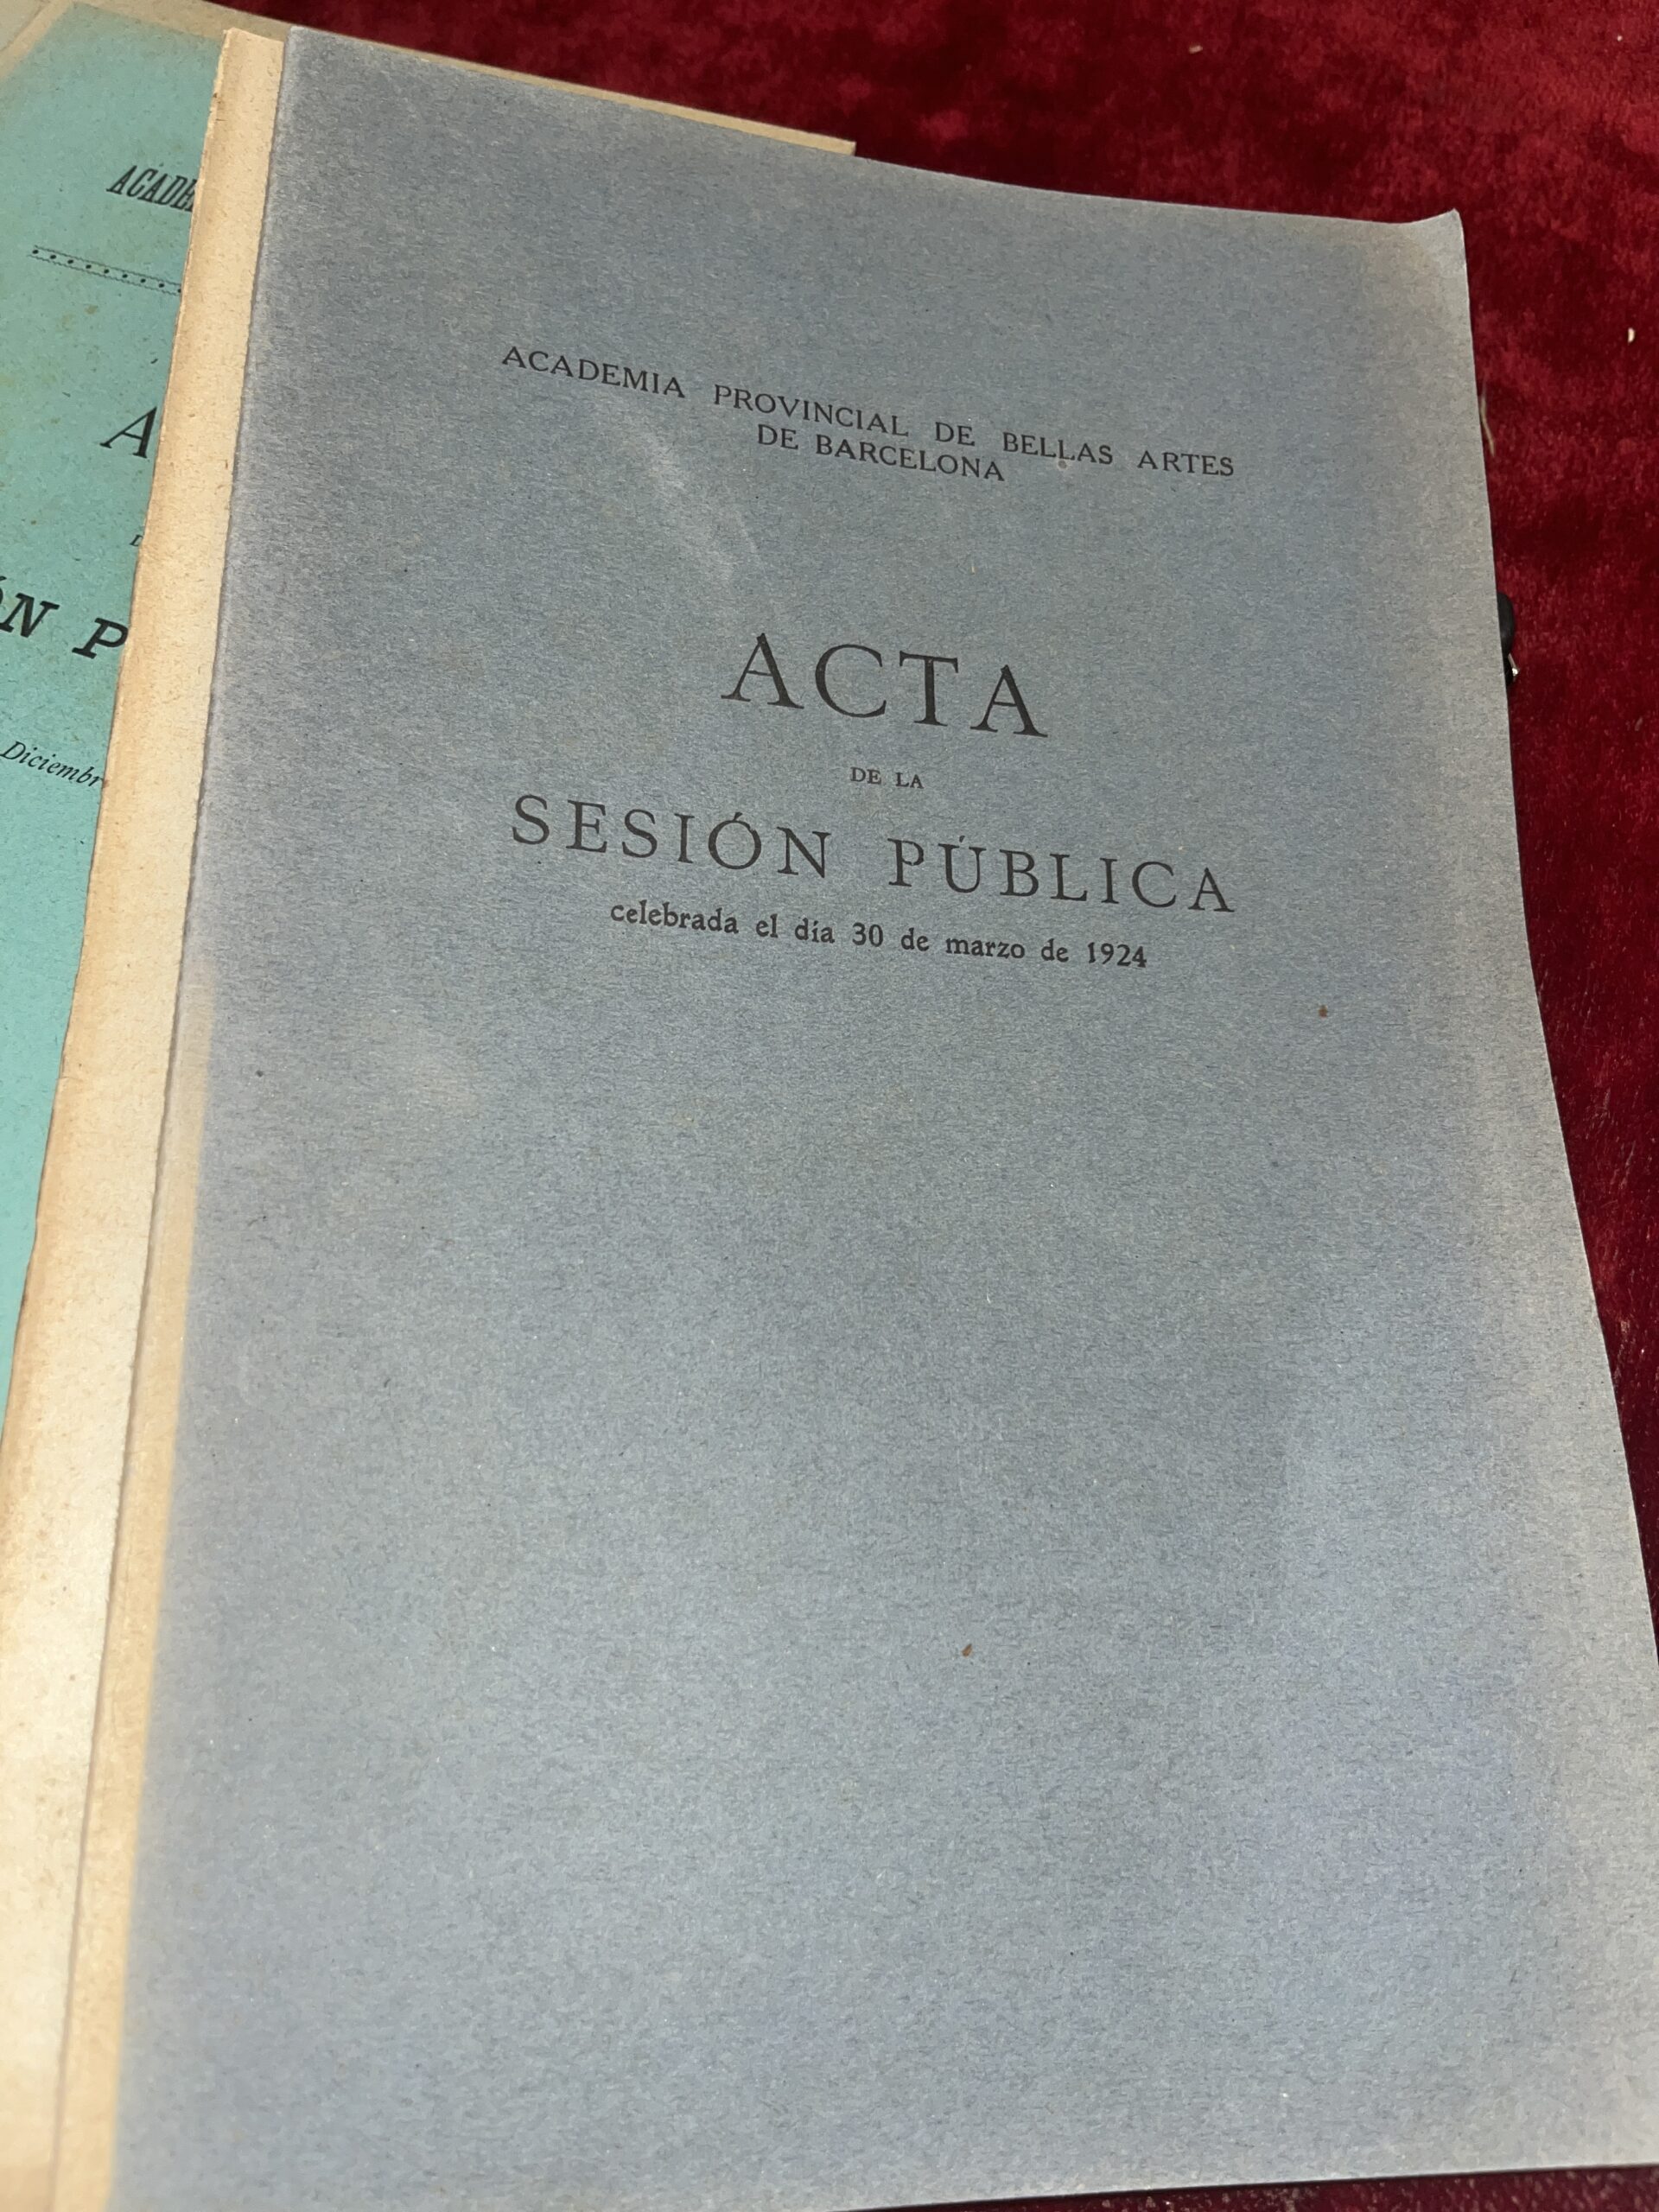 ACADEMIA PROVINCIAL DE BELLAS ARTES
DE BARCELONA
ACTA
DE LA
SESIÓN PÚBLICA
celebrada el día 30 de marzo de 1924